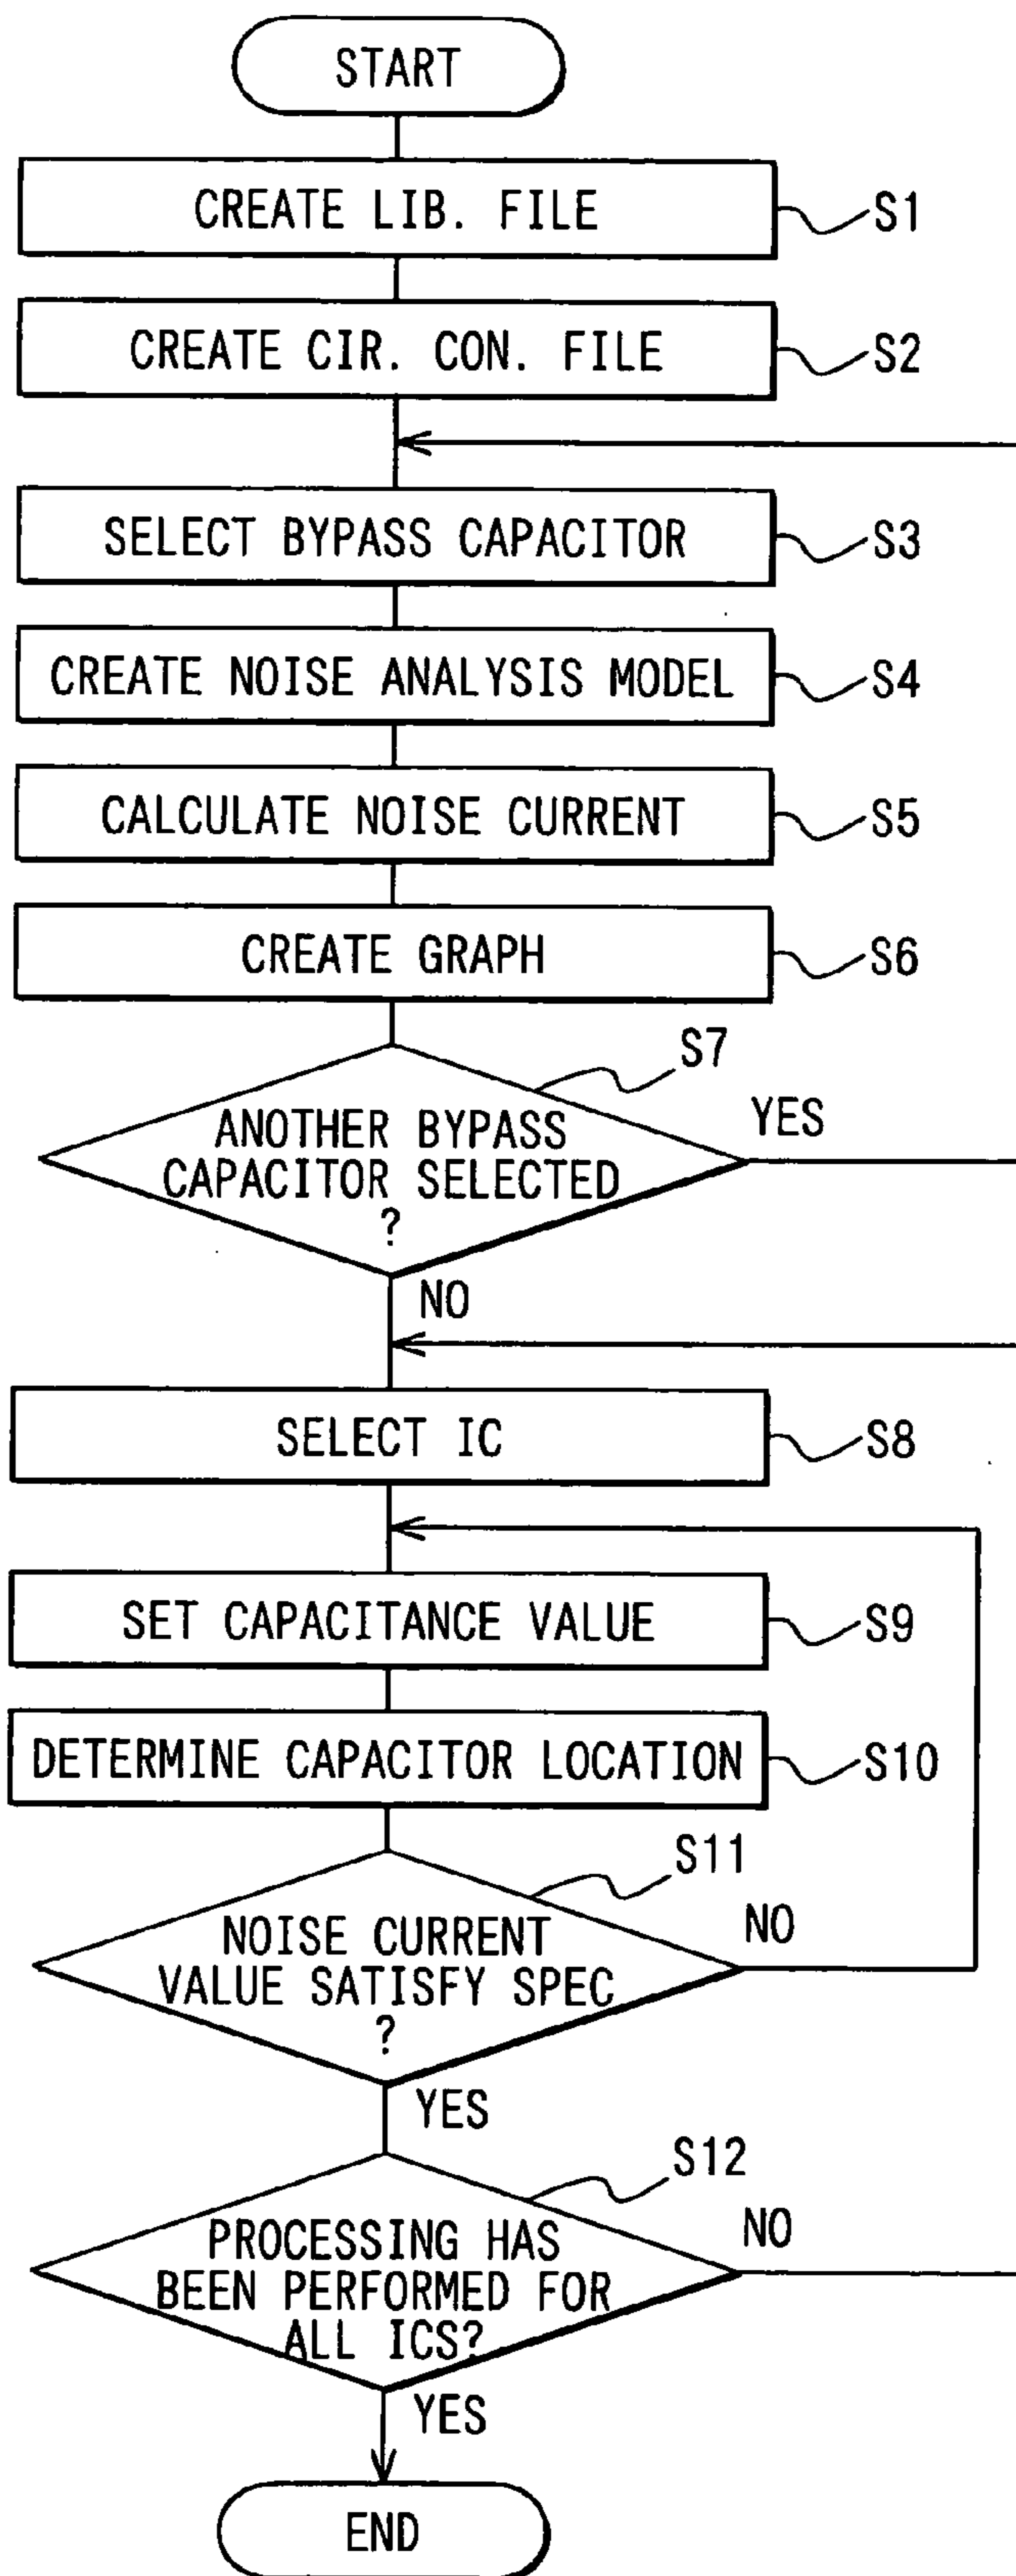 START
CREATE LIB. FILE
S1
CREATE CIR. CON. FILE
S2
SELECT BYPASS CAPACITOR
S3
CREATE NOISE ANALYSIS MODEL
S4
CALCULATE NOISE CURRENT
S5
CREATE GRAPH
S6
S7
ANOTHER BYPASS
CAPACITOR SELECTED
?
YES
NO
SELECT IC
S8
SET CAPACITANCE VALUE
S9
DETERMINE CAPACITOR LOCATION
S10
S11
NOISE CURRENT
VALUE SATISFY SPEC
?
NO
YES
S12
PROCESSING HAS
BEEN PERFORMED FOR
ALL ICS?
NO
YES
END